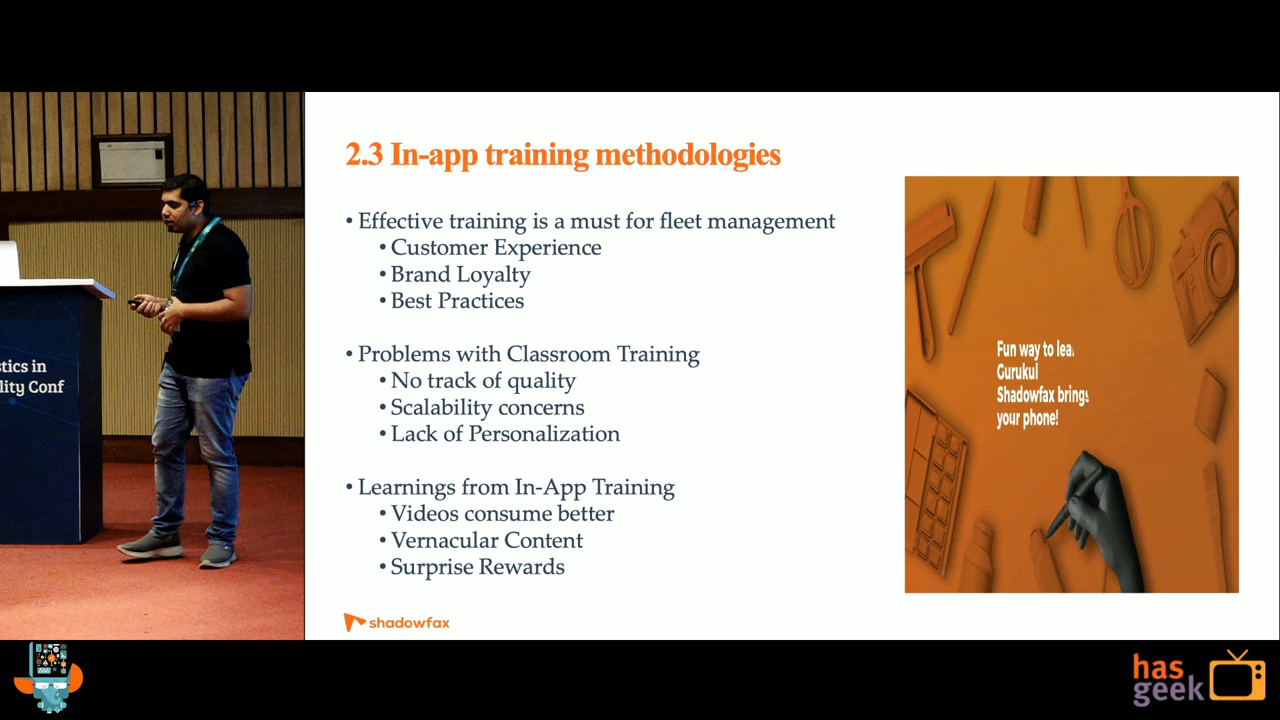 2.3 In-app training methodologies
• Effective training is a must for fleet management
• Customer Experience
• Brand Loyalty
• Best Practices
• Problems with Classroom Training
• No track of quality
• Scalability concerns
• Lack of Personalization
• Learnings from In-App Training
• Videos consume better
• Vernacular Content
• Surprise Rewards
shadowfax
Fun way to lea
Gurukul
Shadowfax brings
your phone!
stics in
lity Conf
has
geek